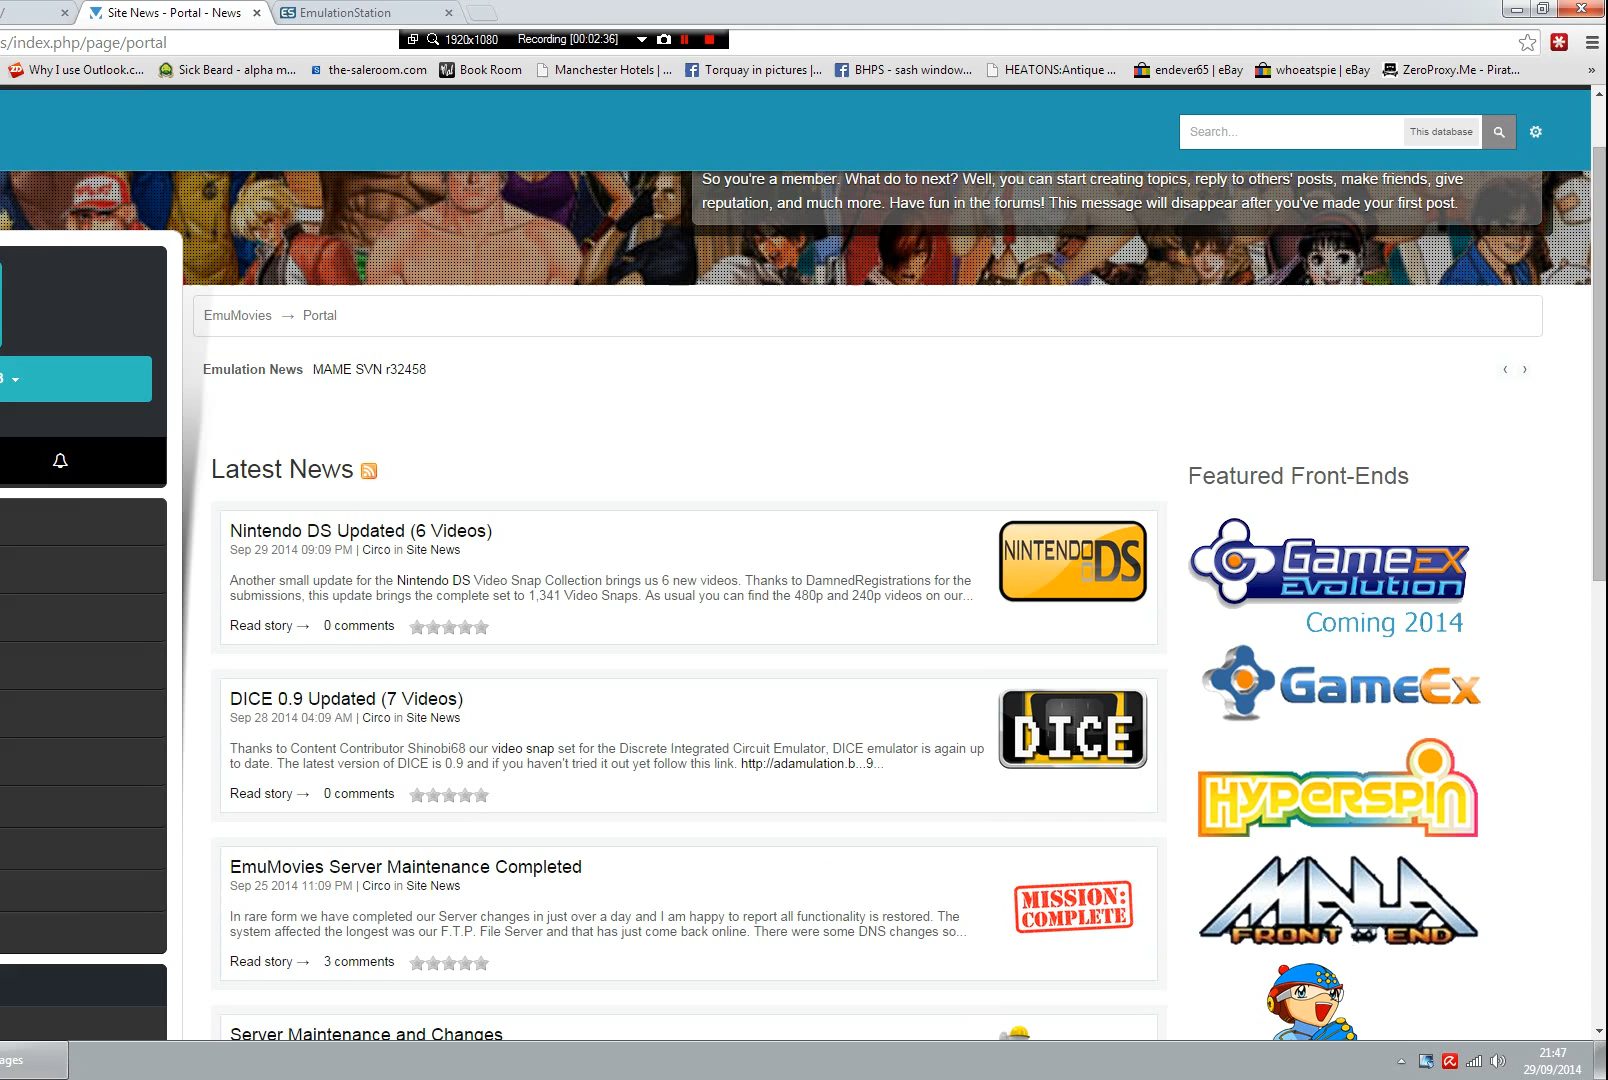 Site News - Portal - News
EmulationStation
s/index.php/page/portal
1920x1080
Recording [00:02:36]
Why I use Outlook.c...
Sick Beard - alpha m...
the-saleroom.com
Book Room
Manchester Hotels | ...
Torquay in pictures |...
BHPS - sash window...
HEATONS:Antique ...
endever65 | eBay
whoeatspie | eBay
ZeroProxy.Me - Pirat...
»
Search...
This database
So you're a member. What do to next? Well, you can start creating topics, reply to others' posts, make friends, give
reputation, and much more. Have fun in the forums! This message will disappear after you've made your first post.
EmuMovies → Portal
Emulation News MAME SVN r32458
Latest News
Nintendo DS Updated (6 Videos)
Sep 29 2014 09:09 PM | Circo in Site News
Another small update for the Nintendo DS Video Snap Collection brings us 6 new videos. Thanks to DamnedRegistrations for the
submissions, this update brings the complete set to 1,341 Video Snaps. As usual you can find the 480p and 240p videos on our...
Read story → 0 comments
NINTENDO DS
DICE 0.9 Updated (7 Videos)
Sep 28 2014 04:09 AM | Circo in Site News
Thanks to Content Contributor Shinobi68 our video snap set for the Discrete Integrated Circuit Emulator, DICE emulator is again up
to date. The latest version of DICE is 0.9 and if you haven't tried it out yet follow this link. http://adamulation.b...9...
Read story → 0 comments
DICE
EmuMovies Server Maintenance Completed
Sep 25 2014 11:09 PM | Circo in Site News
In rare form we have completed our Server changes in just over a day and I am happy to report all functionality is restored. The
system affected the longest was our F.T.P. File Server and that has just come back online. There were some DNS changes so...
Read story → 3 comments
MISSION:
COMPLETE
Server Maintenance and Changes
Featured Front-Ends
GameEx
Evolution
Coming 2014
GameEx
HYPERSPIN
MALA
FRONT END
ages
21:47
29/09/2014